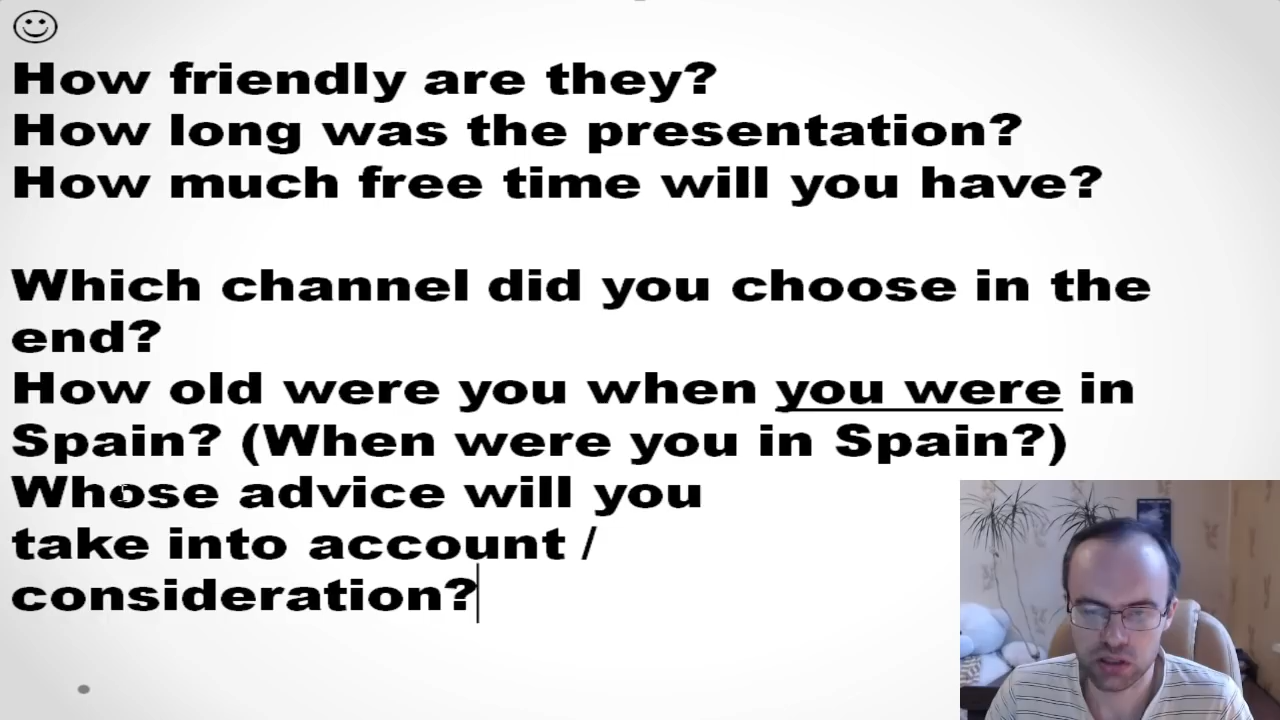 How friendly are they?
How long was the presentation?
How much free time will you have?
Which channel did you choose in the
end?
How old were you when you were in
Spain? (When were you in Spain?)
Whose advice will you
take into account /
consideration?